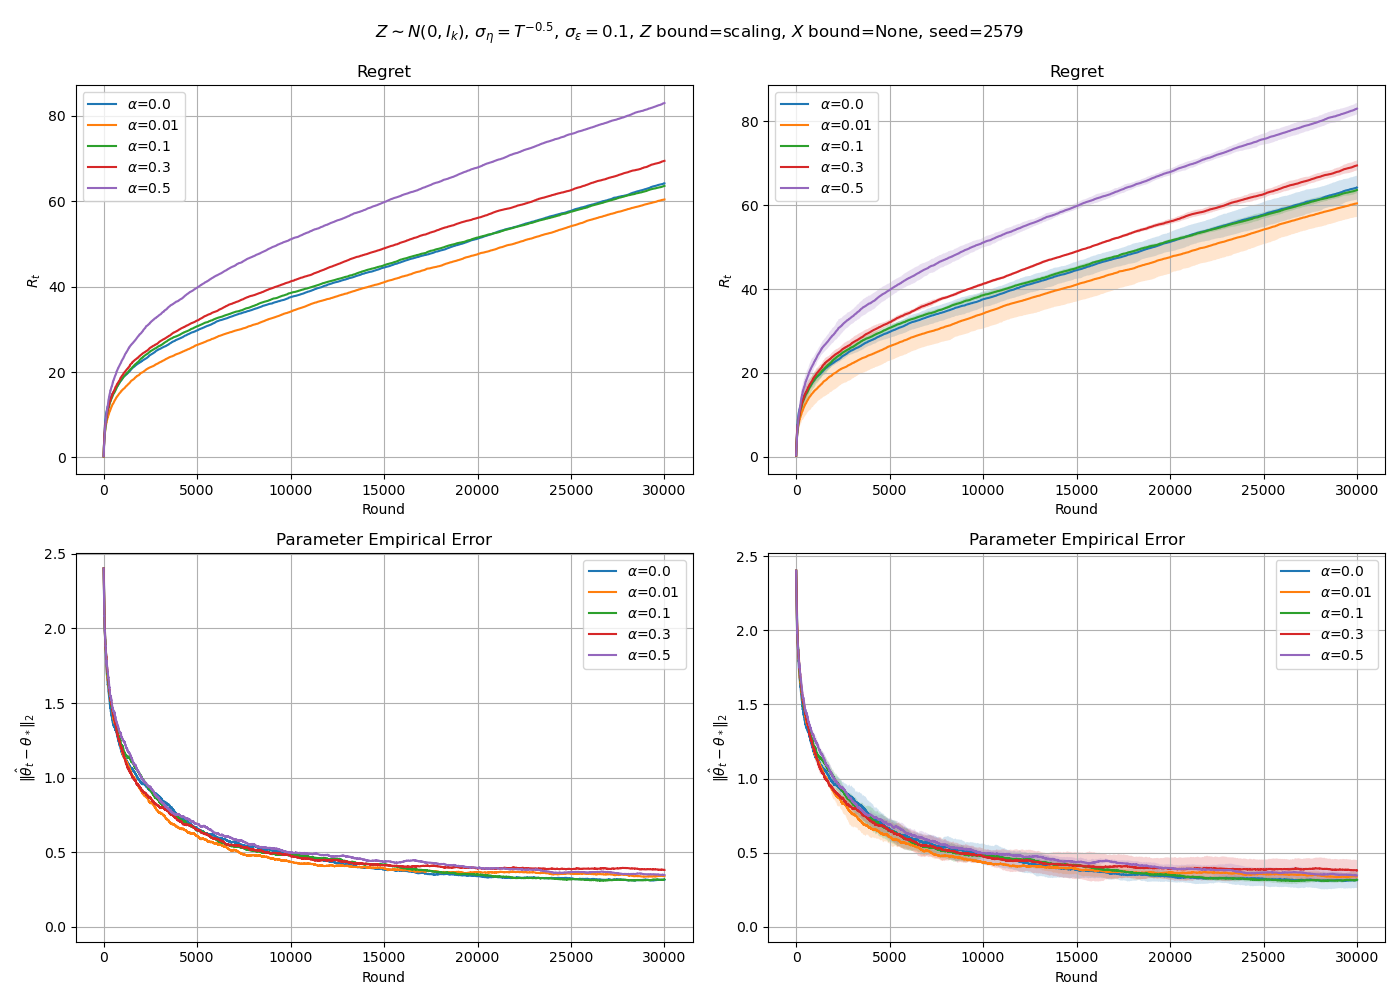 Z ∼ N(0, I_k), σ_η = T^{−0.5}, σ_ε = 0.1, Z bound=scaling, X bound=None, seed=2579
Regret
α=0.0
α=0.01
α=0.1
α=0.3
α=0.5
R_t
80
60
40
20
0
0 5000 10000 15000 20000 25000 30000
Round
Regret
α=0.0
α=0.01
α=0.1
α=0.3
α=0.5
R_t
80
60
40
20
0
0 5000 10000 15000 20000 25000 30000
Round
Parameter Empirical Error
α=0.0
α=0.01
α=0.1
α=0.3
α=0.5
‖θ̂_t − θ_*‖₂
2.5
2.0
1.5
1.0
0.5
0.0
0 5000 10000 15000 20000 25000 30000
Round
Parameter Empirical Error
α=0.0
α=0.01
α=0.1
α=0.3
α=0.5
‖θ̂_t − θ_*‖₂
2.5
2.0
1.5
1.0
0.5
0.0
0 5000 10000 15000 20000 25000 30000
Round